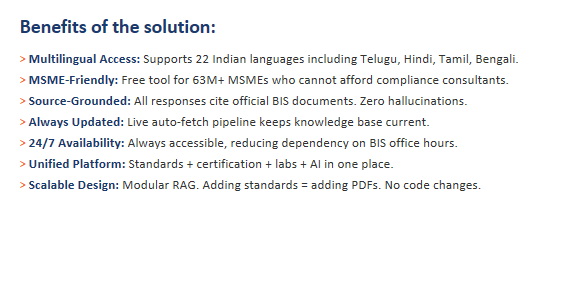 Benefits of the solution:
> Multilingual Access: Supports 22 Indian languages including Telugu, Hindi, Tamil, Bengali.
> MSME-Friendly: Free tool for 63M+ MSMEs who cannot afford compliance consultants.
> Source-Grounded: All responses cite official BIS documents. Zero hallucinations.
> Always Updated: Live auto-fetch pipeline keeps knowledge base current.
> 24/7 Availability: Always accessible, reducing dependency on BIS office hours.
> Unified Platform: Standards + certification + labs + AI in one place.
> Scalable Design: Modular RAG. Adding standards = adding PDFs. No code changes.